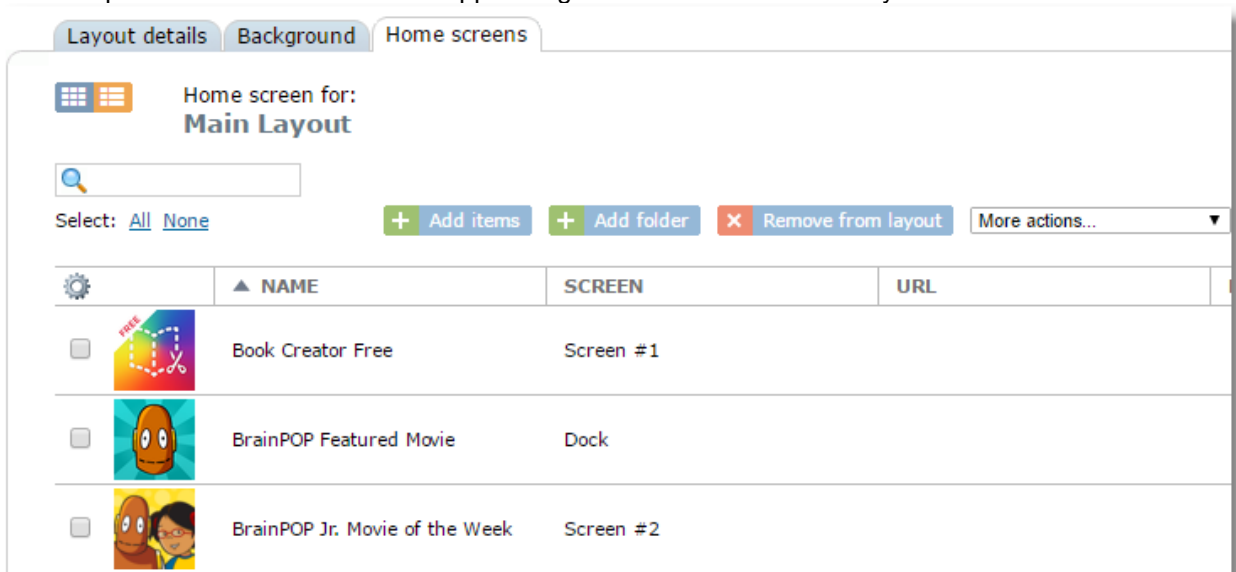 Layout details Background Home screens
Home screen for:
Main Layout
Select: All None + Add items + Add folder × Remove from layout More actions... ▼
▲ NAME SCREEN URL
FREE
Book Creator Free Screen #1
BrainPOP Featured Movie Dock
BrainPOP Jr. Movie of the Week Screen #2